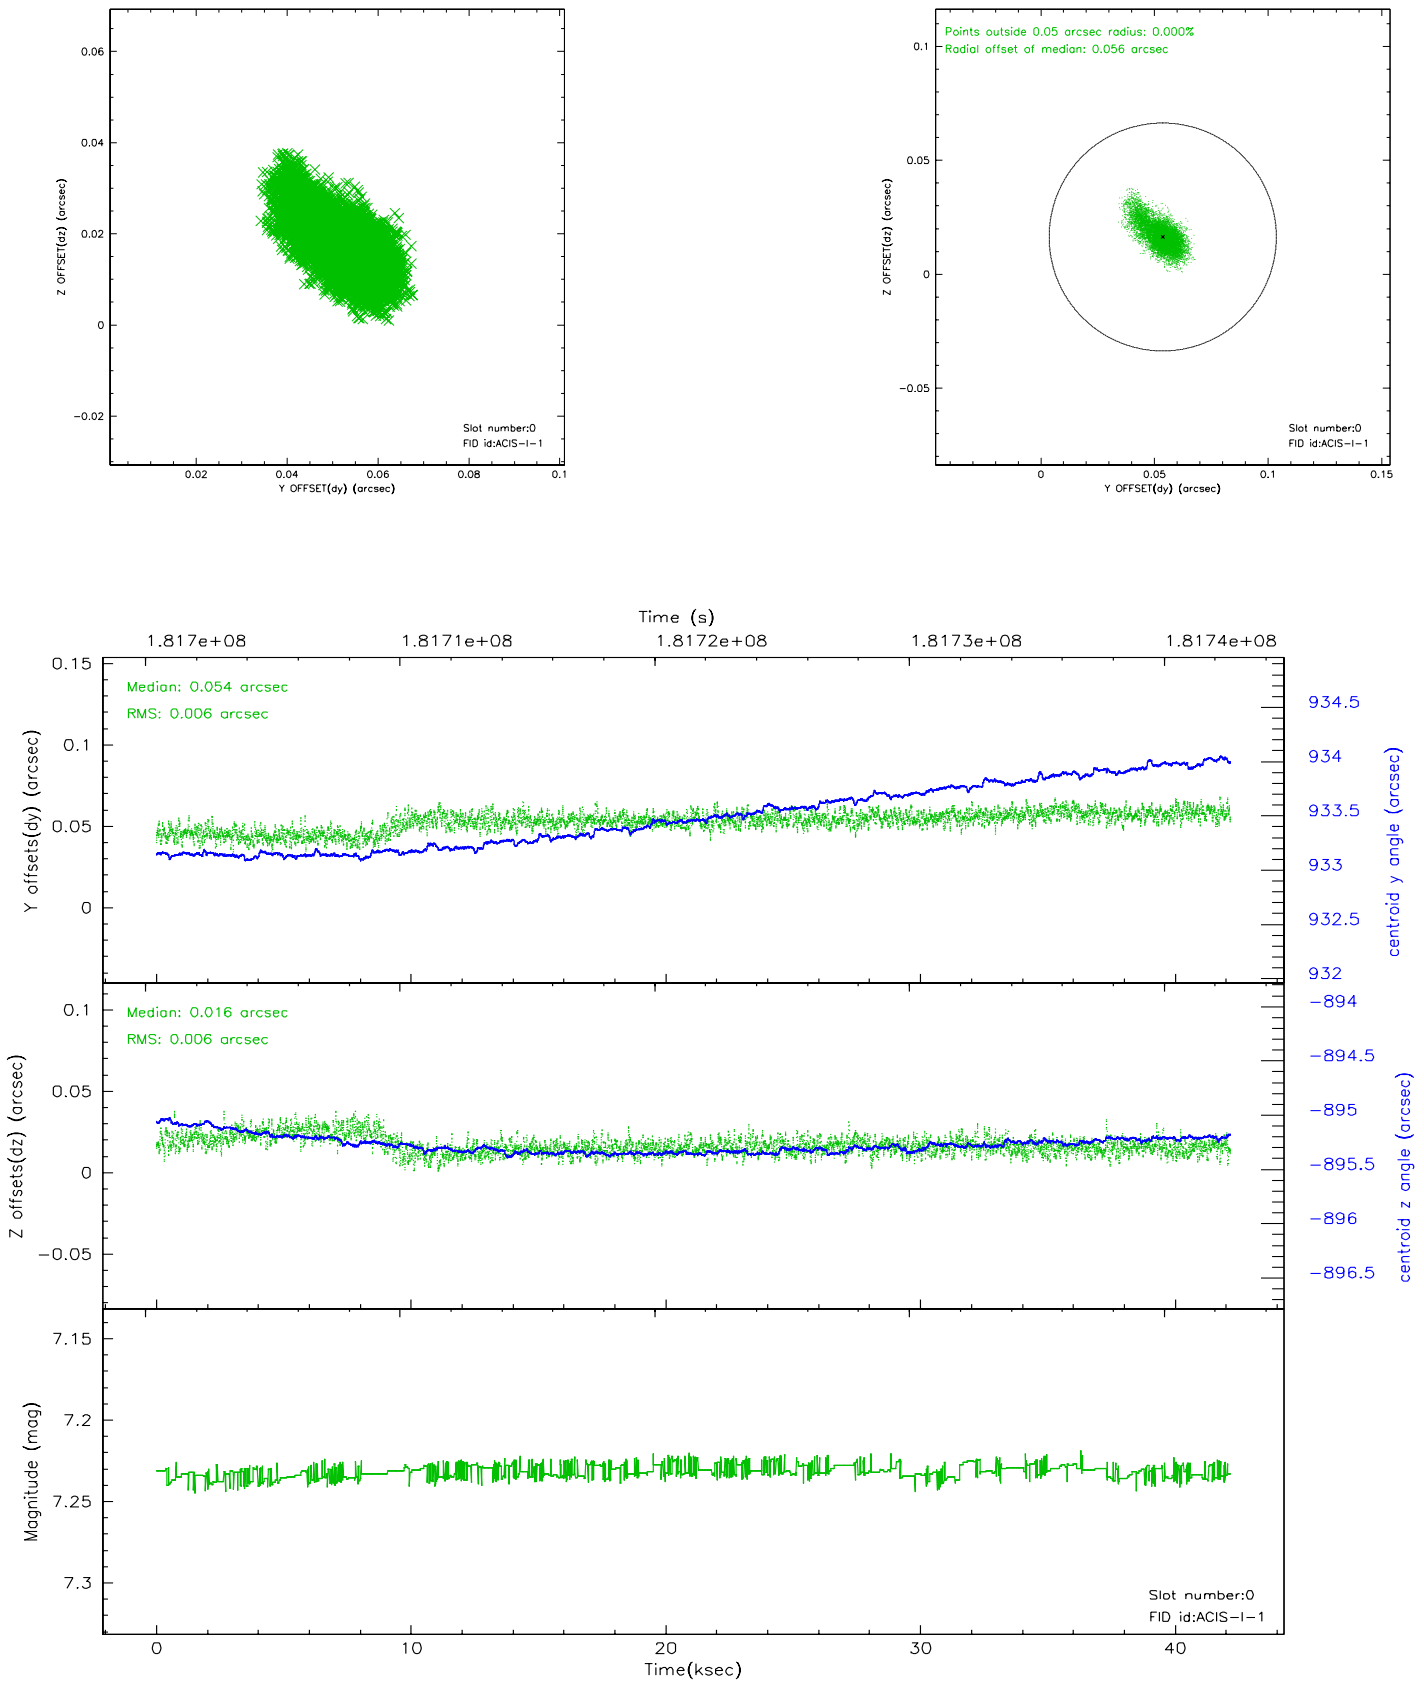 0.06
0.04
0.02
0
−0.02
Z OFFSET(dz) (arcsec)
Slot number:0
FID id:ACIS−I−1
0.02 0.04 0.06 0.08 0.1
Y OFFSET(dy) (arcsec)
Points outside 0.05 arcsec radius: 0.000%
Radial offset of median: 0.056 arcsec
0.1
0.05
0
−0.05
Z OFFSET(dz) (arcsec)
Slot number:0
FID id:ACIS−I−1
0 0.05 0.1 0.15
Y OFFSET(dy) (arcsec)
Time (s)
1.817e+08 1.8171e+08 1.8172e+08 1.8173e+08 1.8174e+08
Median: 0.054 arcsec
RMS: 0.006 arcsec
0.15
0.1
0.05
0
Y offsets(dy) (arcsec)
934.5
934
933.5
933
932.5
932
centroid y angle (arcsec)
Median: 0.016 arcsec
RMS: 0.006 arcsec
0.1
0.05
0
−0.05
Z offsets(dz) (arcsec)
−894
−894.5
−895
−895.5
−896
−896.5
centroid z angle (arcsec)
7.15
7.2
7.25
7.3
Magnitude (mag)
Slot number:0
FID id:ACIS−I−1
0 10 20 30 40
Time(ksec)